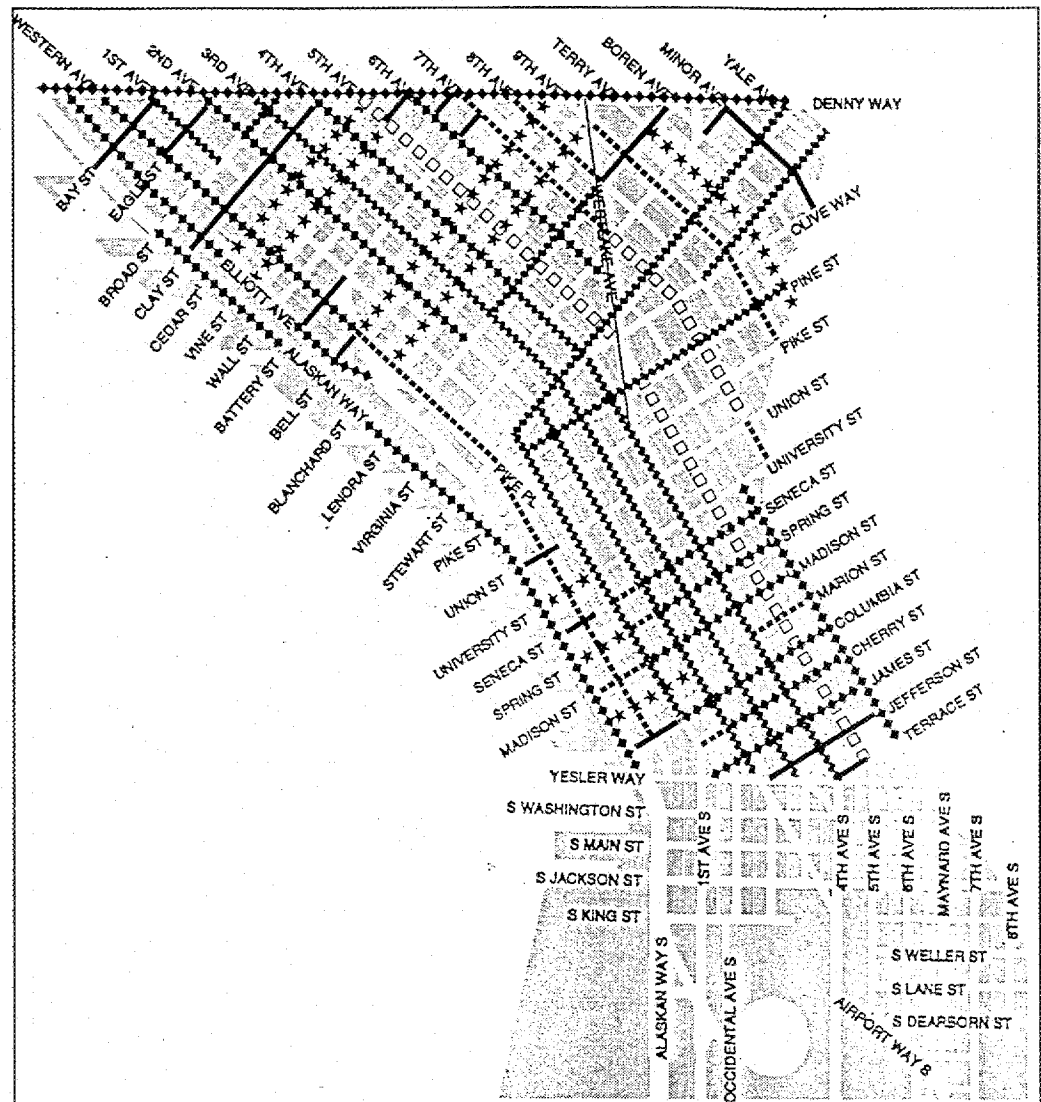 WESTERN AVE
1ST AVE
2ND AVE
3RD AVE
4TH AVE
5TH AVE
6TH AVE
7TH AVE
8TH AVE
9TH AVE
TERRY AVE
BOREN AVE
MINOR AVE
YALE AVE
DENNY WAY
BAY ST
EAGLE ST
BROAD ST
CLAY ST
CEDAR ST
VINE ST
WALL ST
BATTERY ST
BELL ST
BLANCHARD ST
LENORA ST
VIRGINIA ST
STEWART ST
PIKE ST
UNION ST
UNIVERSITY ST
SENECA ST
SPRING ST
MADISON ST
ELLIOTT AVE
ALASKAN WAY
PIKE PL
WESTLAKE AVE
OLIVE WAY
PINE ST
PIKE ST
UNION ST
UNIVERSITY ST
SENECA ST
SPRING ST
MADISON ST
MARION ST
COLUMBIA ST
CHERRY ST
JAMES ST
JEFFERSON ST
TERRACE ST
YESLER WAY
S WASHINGTON ST
S MAIN ST
S JACKSON ST
S KING ST
1ST AVE S
4TH AVE S
5TH AVE S
6TH AVE S
MAYNARD AVE S
7TH AVE S
8TH AVE S
ALASKAN WAY S
OCCIDENTAL AVE S
S WELLER ST
S LANE ST
S DEARBORN ST
AIRPORT WAY S